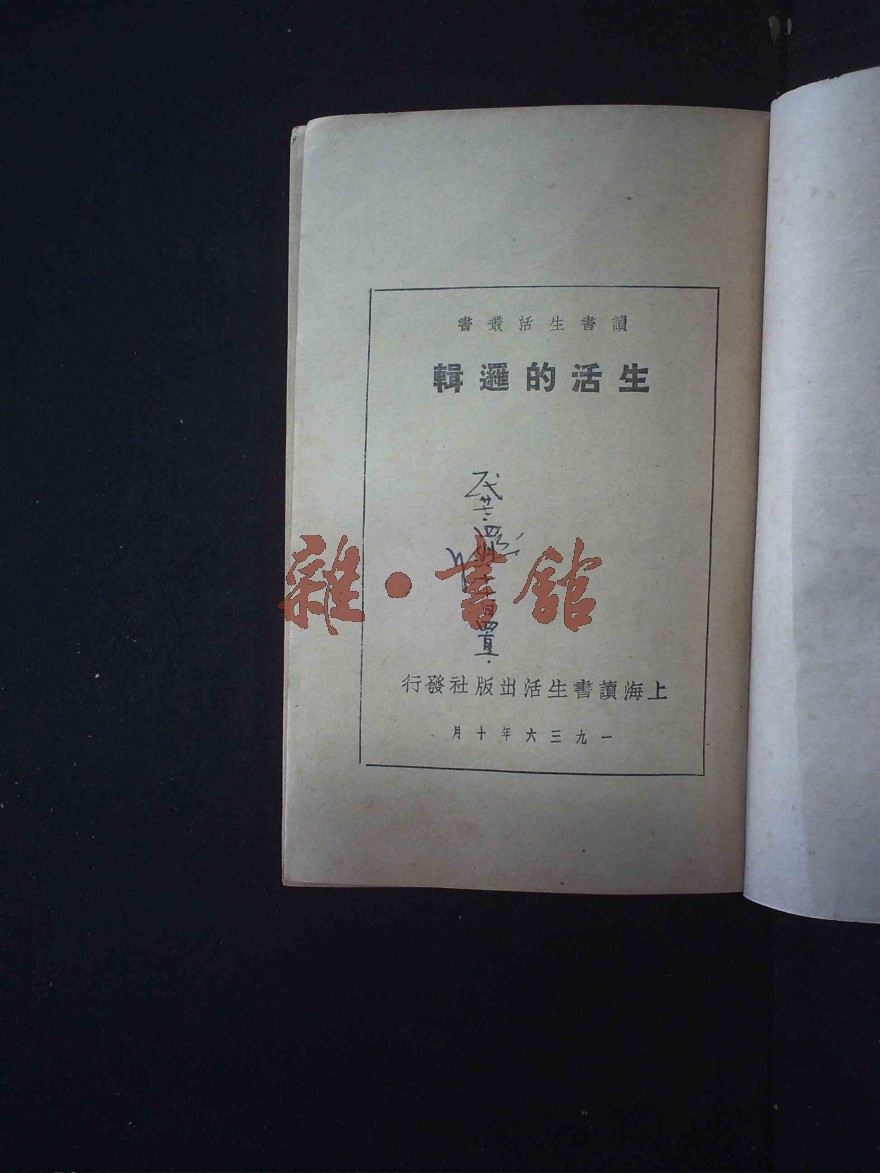 讀書生活叢書
生活的邏輯
雜·書館
上海讀書生活出版社發行
一九三六年十月